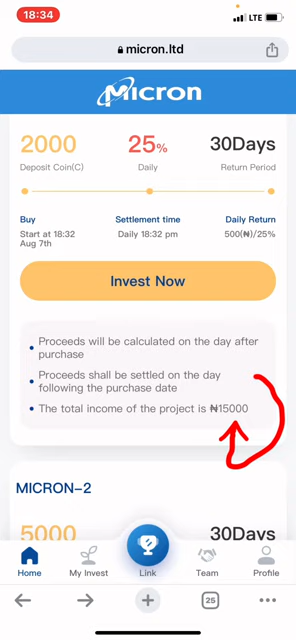 18:34
LTE
micron.ltd
Micron
2000 25% 30Days
Deposit Coin(C) Daily Return Period
Buy Settlement time Daily Return
Start at 18:32 Daily 18:32 pm 500(₦)/25%
Aug 7th
Invest Now
Proceeds will be calculated on the day after
purchase
Proceeds shall be settled on the day
following the purchase date
The total income of the project is ₦15000
MICRON-2
5000 30Days
Home My Invest Link Team Profile
25